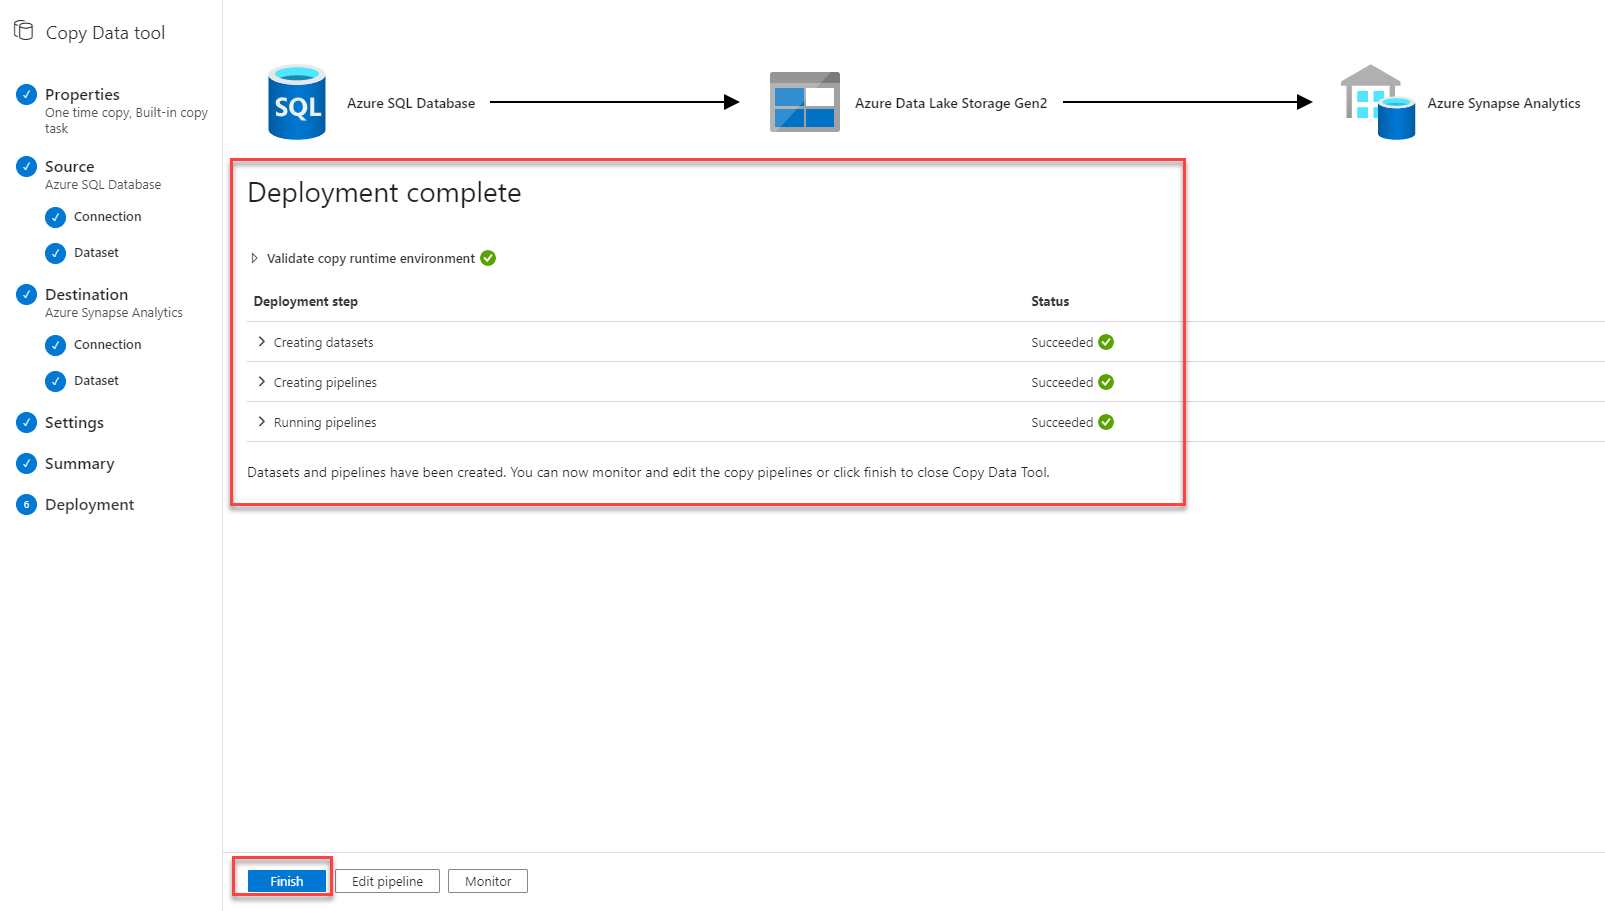 Copy Data tool
Properties
One time copy, Built-in copy
task
Source
Azure SQL Database
Connection
Dataset
Destination
Azure Synapse Analytics
Connection
Dataset
Settings
Summary
6 Deployment
SQL Azure SQL Database Azure Data Lake Storage Gen2 Azure Synapse Analytics
Deployment complete
Validate copy runtime environment
Deployment step Status
Creating datasets Succeeded
Creating pipelines Succeeded
Running pipelines Succeeded
Datasets and pipelines have been created. You can now monitor and edit the copy pipelines or click finish to close Copy Data Tool.
Finish Edit pipeline Monitor